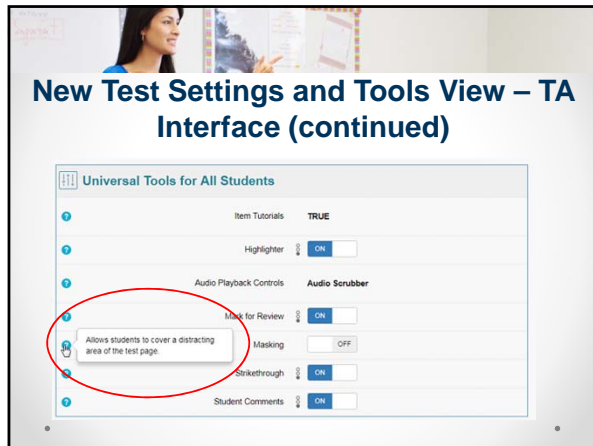 New Test Settings and Tools View – TA
Interface (continued)
Universal Tools for All Students
Item Tutorials TRUE
Highlighter ON
Audio Playback Controls Audio Scrubber
Mark for Review ON
Allows students to cover a distracting
area of the test page.
Masking OFF
Strikethrough ON
Student Comments ON